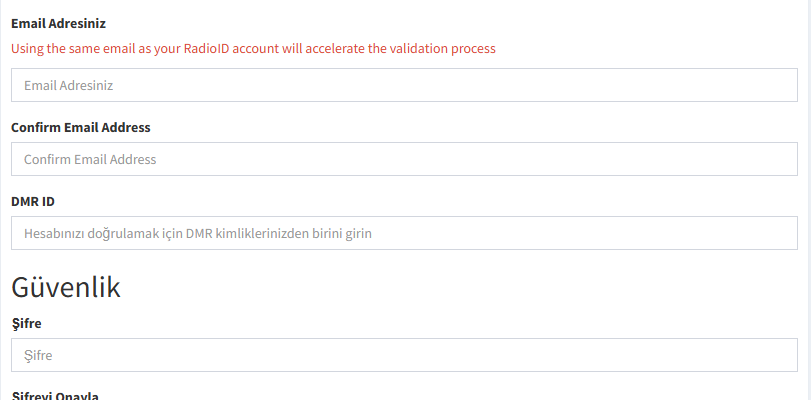 Email Adresiniz
Using the same email as your RadioID account will accelerate the validation process
Email Adresiniz
Confirm Email Address
Confirm Email Address
DMR ID
Hesabınızı doğrulamak için DMR kimliklerinizden birini girin
Güvenlik
Şifre
Şifre
Şifreyi Onayla